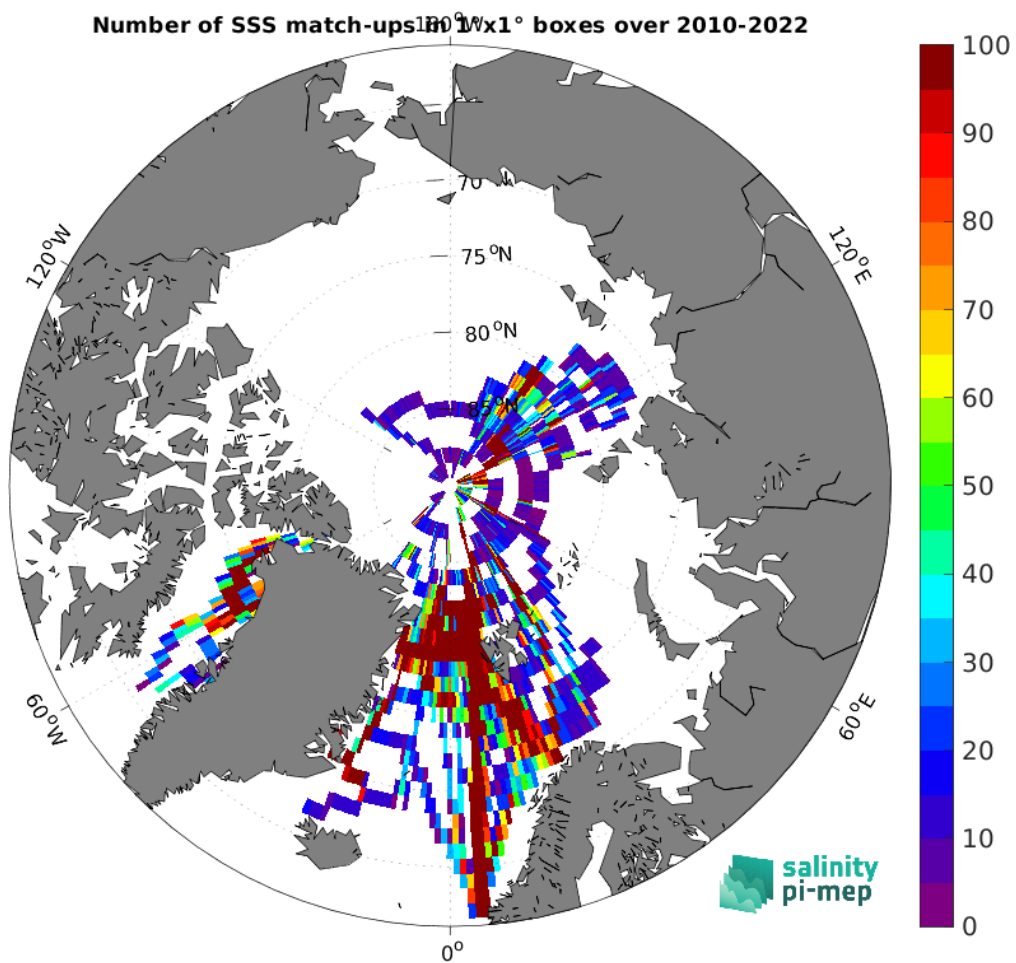 Number of SSS match-ups in 1°x1° boxes over 2010-2022
180°W
120°W
120°E
70°N
75°N
80°N
85°N
60°W
60°E
0°
100
90
80
70
60
50
40
30
20
10
0
salinity
pi-mep